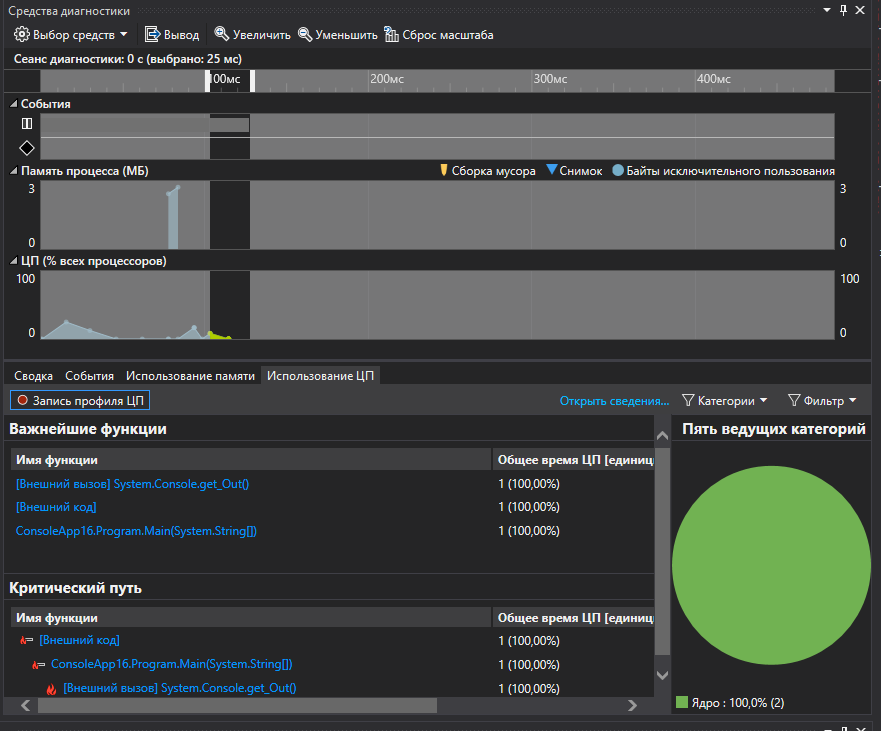 Средства диагностики
Выбор средств Вывод Увеличить Уменьшить Сброс масштаба
Сеанс диагностики: 0 с (выбрано: 25 мс)
100мс 200мс 300мс 400мс
События
Память процесса (МБ) Сборка мусора Снимок Байты исключительного пользования
3 3
0 0
ЦП (% всех процессоров)
100 100
0 0
Сводка События Использование памяти Использование ЦП
Запись профиля ЦП Открыть сведения... Категории Фильтр
Важнейшие функции
Имя функции Общее время ЦП [единиц
[Внешний вызов] System.Console.get_Out() 1 (100,00%)
[Внешний код] 1 (100,00%)
ConsoleApp16.Program.Main(System.String[]) 1 (100,00%)
Критический путь
Имя функции Общее время ЦП [единиц
[Внешний код] 1 (100,00%)
ConsoleApp16.Program.Main(System.String[]) 1 (100,00%)
[Внешний вызов] System.Console.get_Out() 1 (100,00%)
Пять ведущих категорий
Ядро : 100,0% (2)